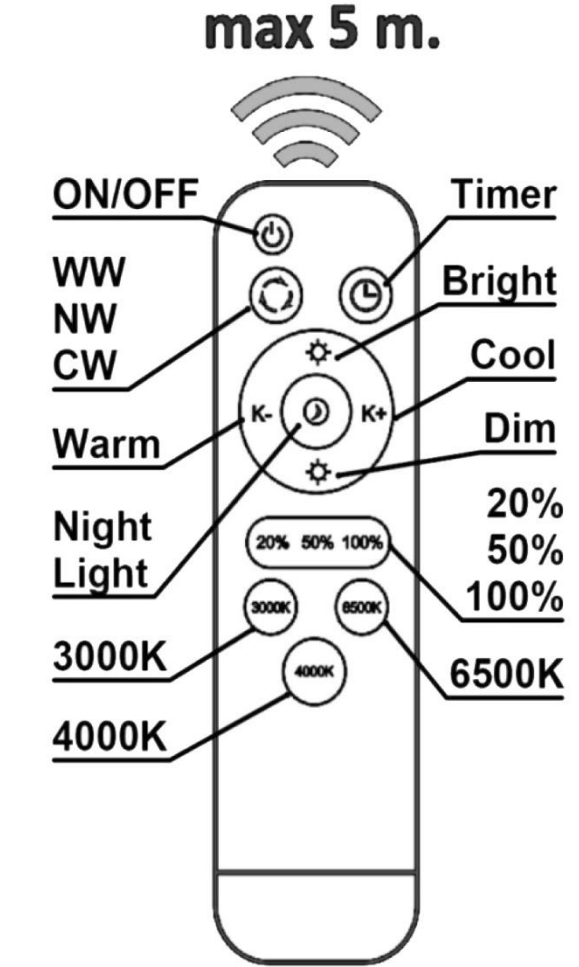 max 5 m.
ON/OFF
Timer
WW
NW
CW
Bright
Cool
Warm
Dim
K-
K+
Night
Light
20%
50%
100%
20% 50% 100%
3000K
6500K
4000K
3000K
6500K
4000K